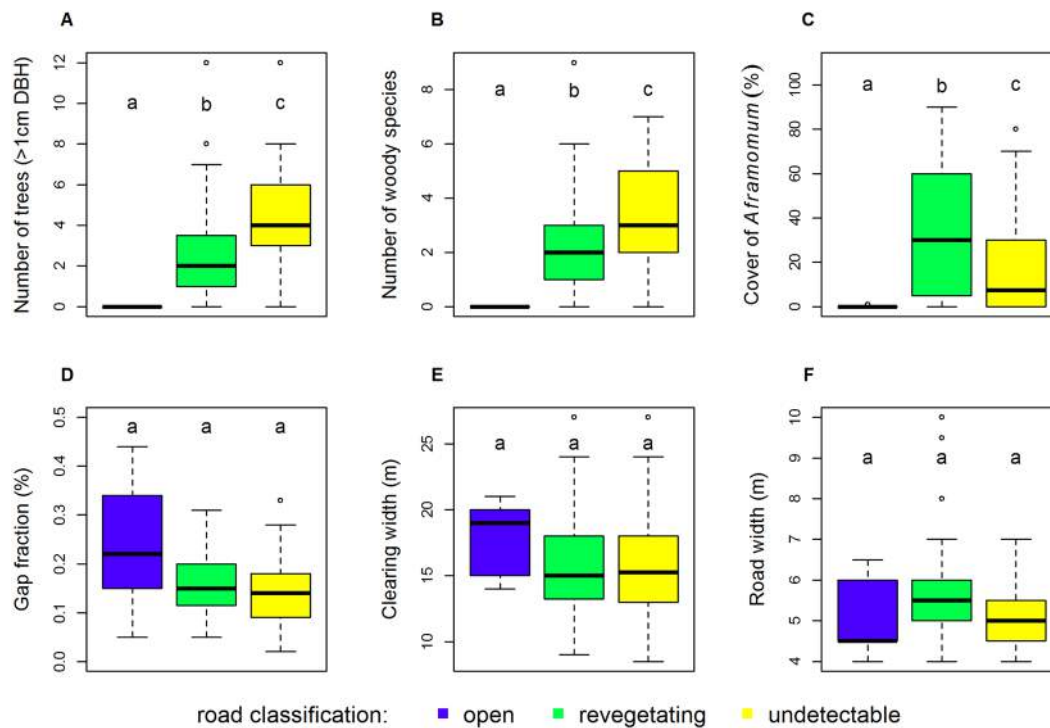 A
Number of trees (>1cm DBH)
0 2 4 6 8 10 12
a b c
B
Number of woody species
0 2 4 6 8
a b c
C
Cover of Aframomum (%)
0 20 40 60 80 100
a b c
D
Gap fraction (%)
0.0 0.1 0.2 0.3 0.4 0.5
a a a
E
Clearing width (m)
10 15 20 25
a a a
F
Road width (m)
4 5 6 7 8 9 10
a a a
road classification: open revegetating undetectable